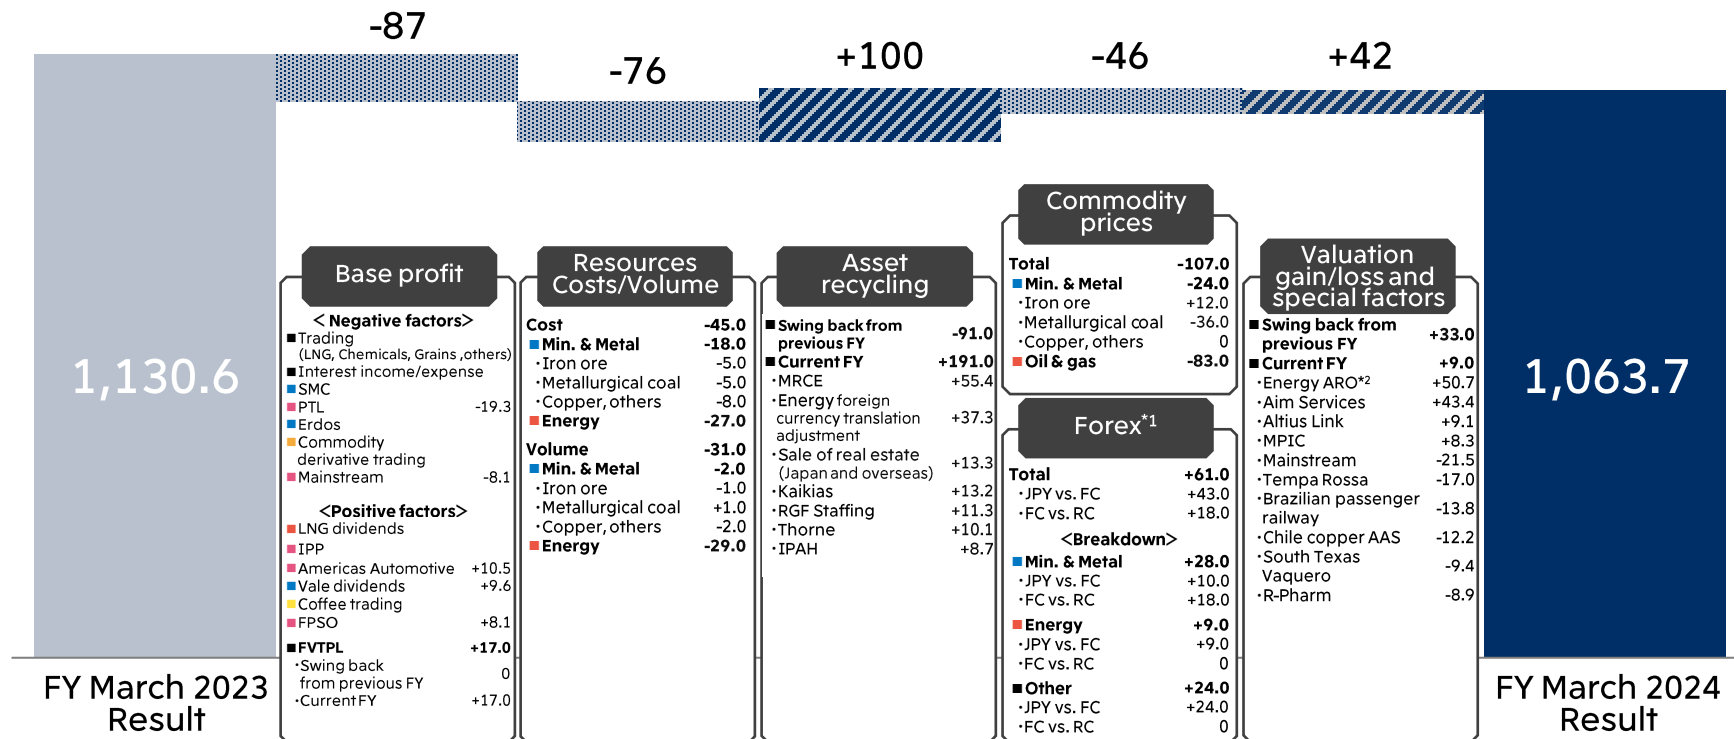 -87
-76
+100
-46
+42
1,130.6
Base profit
< Negative factors>
Trading
(LNG, Chemicals, Grains ,others)
Interest income/expense
SMC
PTL -19.3
Erdos
Commodity
derivative trading
Mainstream -8.1
<Positive factors>
LNG dividends
IPP
Americas Automotive +10.5
Vale dividends +9.6
Coffee trading
FPSO +8.1
FVTPL +17.0
・Swing back
from previous FY 0
・Current FY +17.0
Resources
Costs/Volume
Cost -45.0
Min. & Metal -18.0
・Iron ore -5.0
・Metallurgical coal -5.0
・Copper, others -8.0
Energy -27.0
Volume -31.0
Min. & Metal -2.0
・Iron ore -1.0
・Metallurgical coal +1.0
・Copper, others -2.0
Energy -29.0
Asset
recycling
Swing back from
previous FY -91.0
Current FY +191.0
・MRCE +55.4
・Energy foreign
currency translation +37.3
adjustment
・Sale of real estate +13.3
(Japan and overseas)
・Kaikias +13.2
・RGF Staffing +11.3
・Thorne +10.1
・IPAH +8.7
Commodity
prices
Total -107.0
Min. & Metal -24.0
・Iron ore +12.0
・Metallurgical coal -36.0
・Copper, others 0
Oil & gas -83.0
Forex*1
Total +61.0
・JPY vs. FC +43.0
・FC vs. RC +18.0
<Breakdown>
Min. & Metal +28.0
・JPY vs. FC +10.0
・FC vs. RC +18.0
Energy +9.0
・JPY vs. FC +9.0
・FC vs. RC 0
Other +24.0
・JPY vs. FC +24.0
・FC vs. RC 0
Valuation
gain/loss and
special factors
Swing back from
previous FY +33.0
Current FY +9.0
・Energy ARO*2 +50.7
・Aim Services +43.4
・Altius Link +9.1
・MPIC +8.3
・Mainstream -21.5
・Tempa Rossa -17.0
・Brazilian passenger
railway -13.8
・Chile copper AAS -12.2
・South Texas
Vaquero -9.4
・R-Pharm -8.9
1,063.7
FY March 2023
Result
FY March 2024
Result